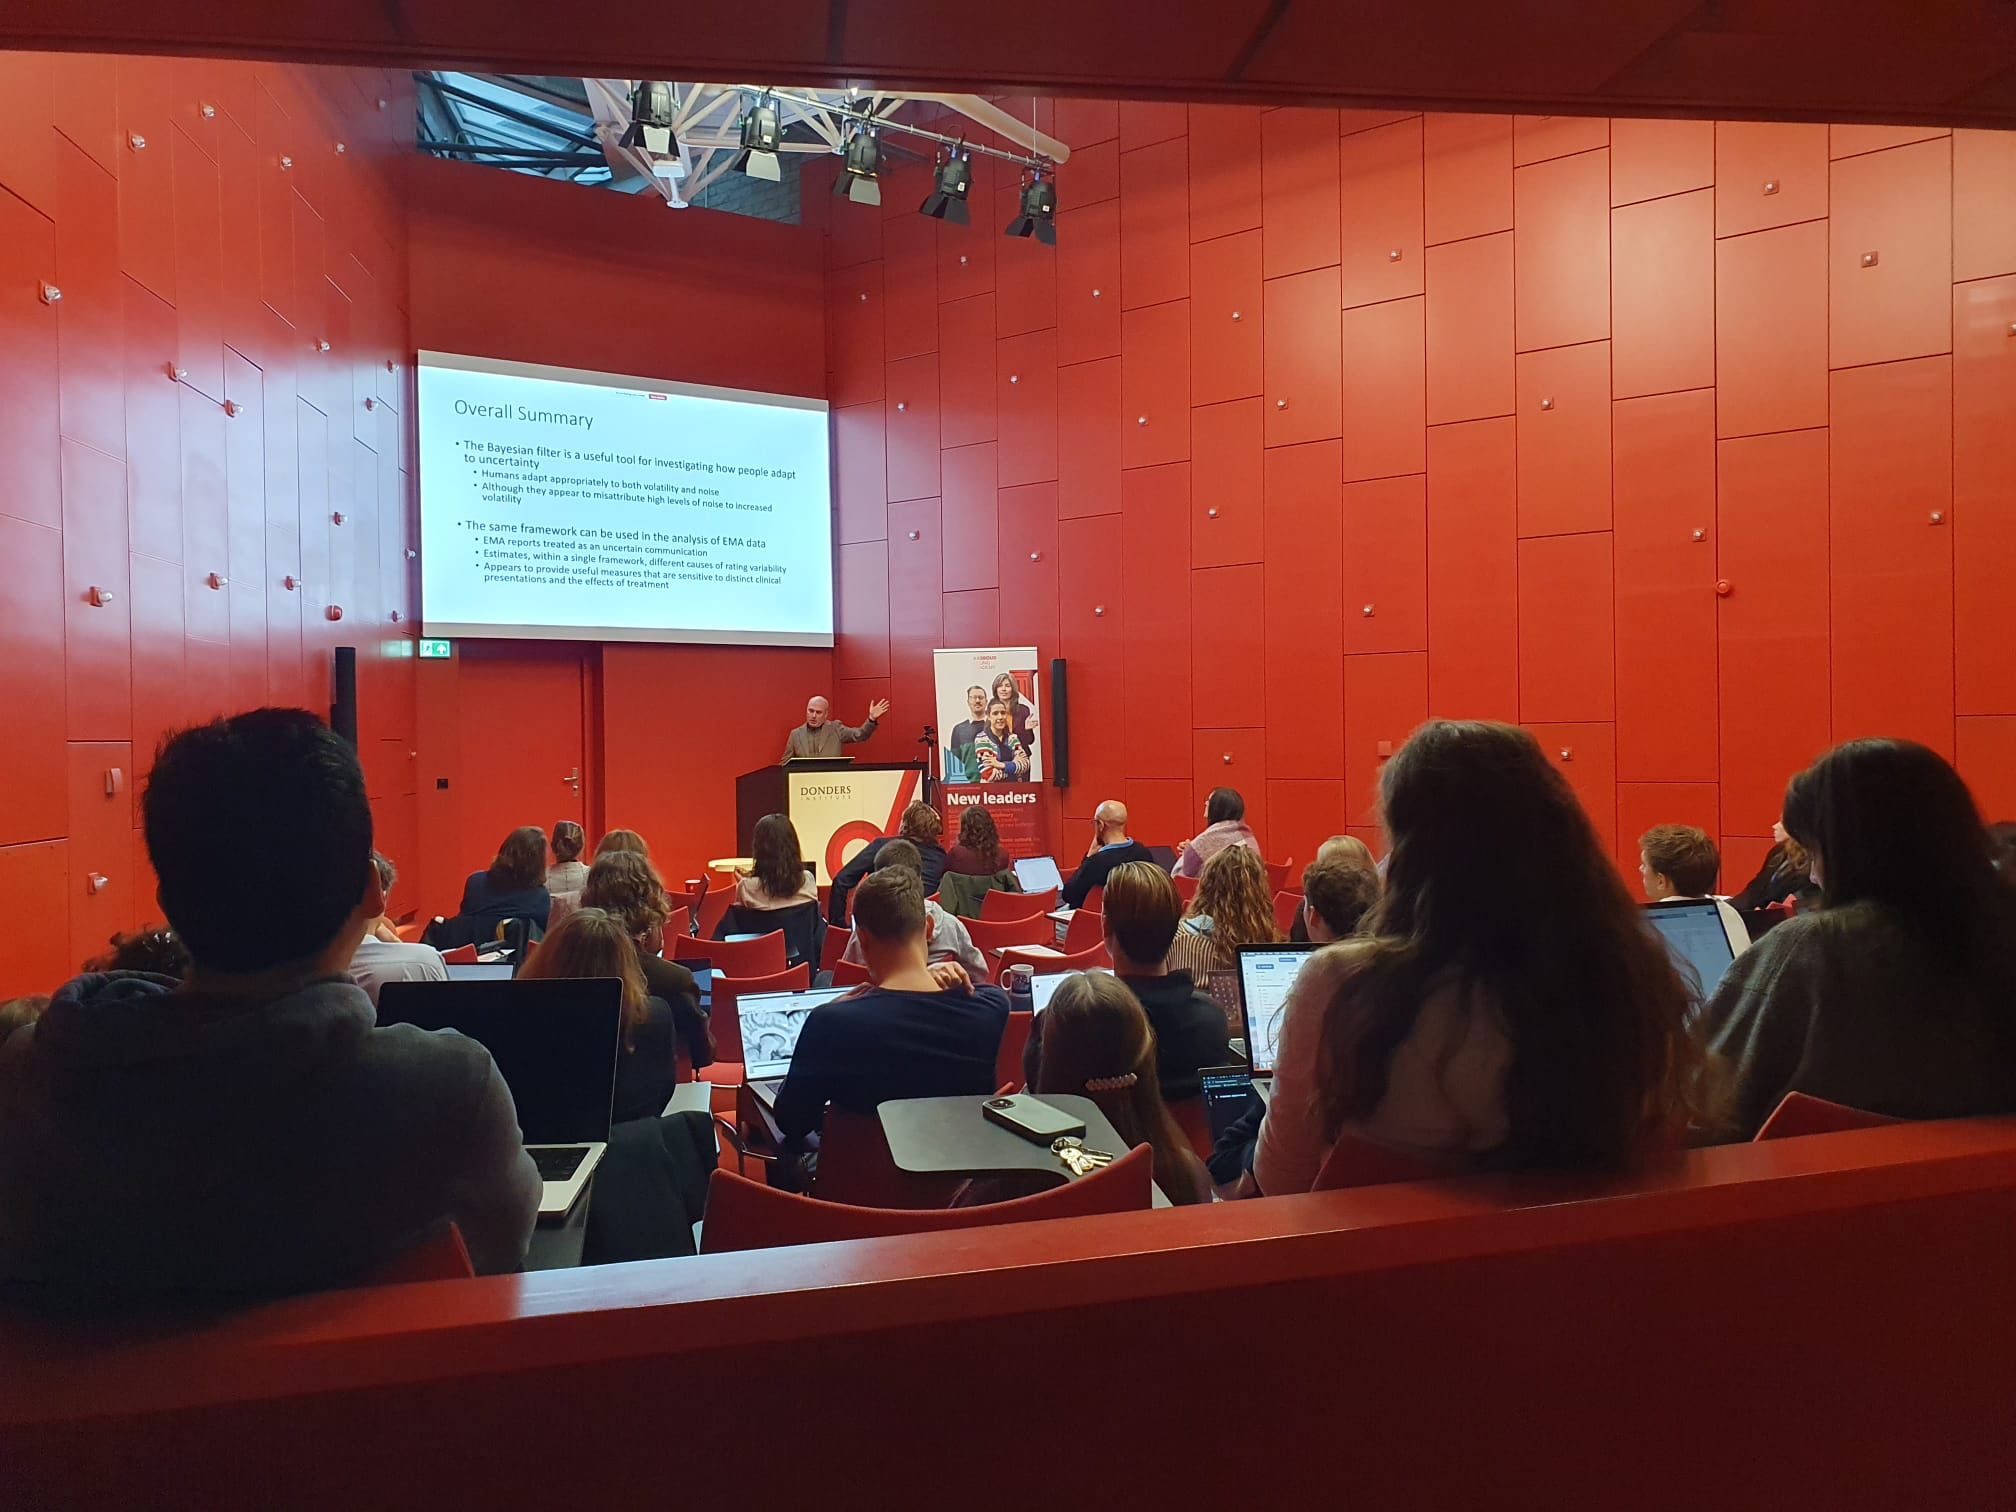 Overall Summary
• The Bayesian filter is a useful tool for investigating how people adapt
to uncertainty
• Humans adapt appropriately to both volatility and noise
• Although they appear to misattribute high levels of noise to increased
volatility
• The same framework can be used in the analysis of EMA data
• EMA reports treated as an uncertain communication
• Estimates, within a single framework, different causes of rating variability
• Appears to provide useful measures that are sensitive to distinct clinical
presentations and the effects of treatment
DONDERS
INSTITUTE
New leaders